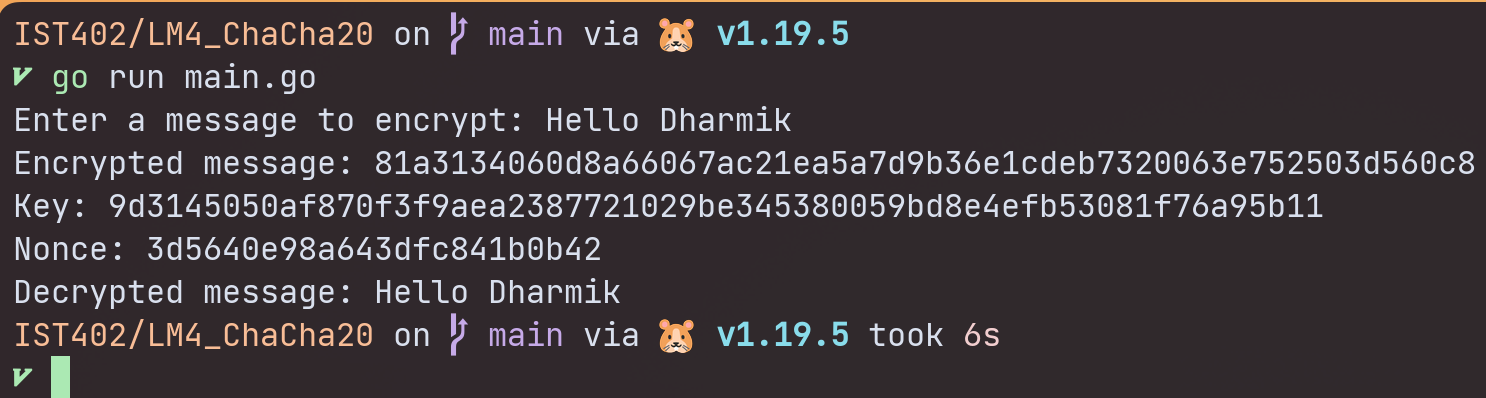 IST402/LM4_ChaCha20 on main via 🐹 v1.19.5
go run main.go
Enter a message to encrypt: Hello Dharmik
Encrypted message: 81a3134060d8a66067ac21ea5a7d9b36e1cdeb7320063e752503d560c8
Key: 9d3145050af870f3f9aea2387721029be345380059bd8e4efb53081f76a95b11
Nonce: 3d5640e98a643dfc841b0b42
Decrypted message: Hello Dharmik
IST402/LM4_ChaCha20 on main via 🐹 v1.19.5 took 6s